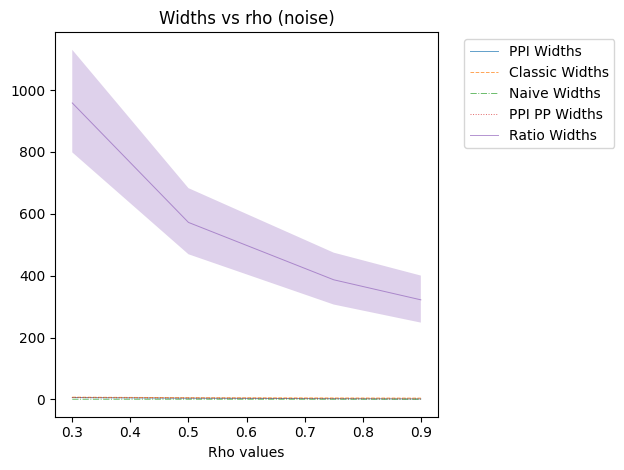 Widths vs rho (noise)
PPI Widths
Classic Widths
Naive Widths
PPI PP Widths
Ratio Widths
1000
800
600
400
200
0
0.3 0.4 0.5 0.6 0.7 0.8 0.9
Rho values